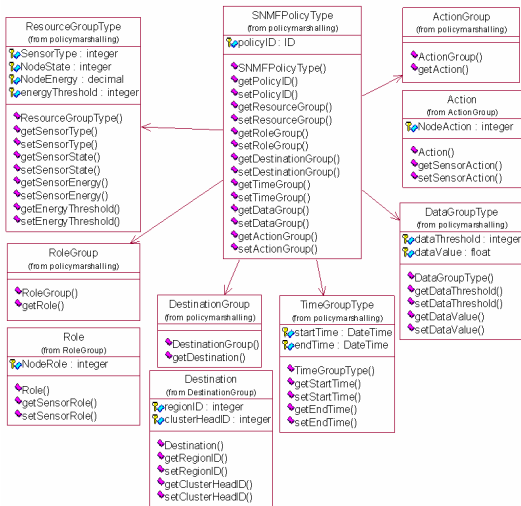 ResourceGroupType
(from policymarshalling)
SensorType : integer
NodeState : integer
NodeEnergy : decimal
energyThreshold : integer
ResourceGroupType()
getSensorType()
setSensorType()
getSensorState()
setSensorState()
getSensorEnergy()
setSensorEnergy()
getEnergyThreshold()
setEnergyThreshold()
SNMFPolicyType
(from policymarshalling)
policyID : ID
SNMFPolicyType()
getPolicyID()
setPolicyID()
getResourceGroup()
setResourceGroup()
getRoleGroup()
setRoleGroup()
getDestinationGroup()
setDestinationGroup()
getTimeGroup()
setTimeGroup()
getDataGroup()
setDataGroup()
getActionGroup()
setActionGroup()
ActionGroup
(from policymarshalling)
ActionGroup()
getAction()
Action
(from ActionGroup)
NodeAction : integer
Action()
getSensorAction()
setSensorAction()
DataGroupType
(from policymarshalling)
dataThreshold : integer
dataValue : float
DataGroupType()
getDataThreshold()
setDataThreshold()
getDataValue()
setDataValue()
RoleGroup
(from policymarshalling)
RoleGroup()
getRole()
Role
(from RoleGroup)
NodeRole : integer
Role()
getSensorRole()
setSensorRole()
DestinationGroup
(from policymarshalling)
DestinationGroup()
getDestination()
Destination
(from DestinationGroup)
regionID : integer
clusterHeadID : integer
Destination()
getRegionID()
setRegionID()
getClusterHeadID()
setClusterHeadID()
TimeGroupType
(from policymarshalling)
startTime : DateTime
endTime : DateTime
TimeGroupType()
getStartTime()
setStartTime()
getEndTime()
setEndTime()